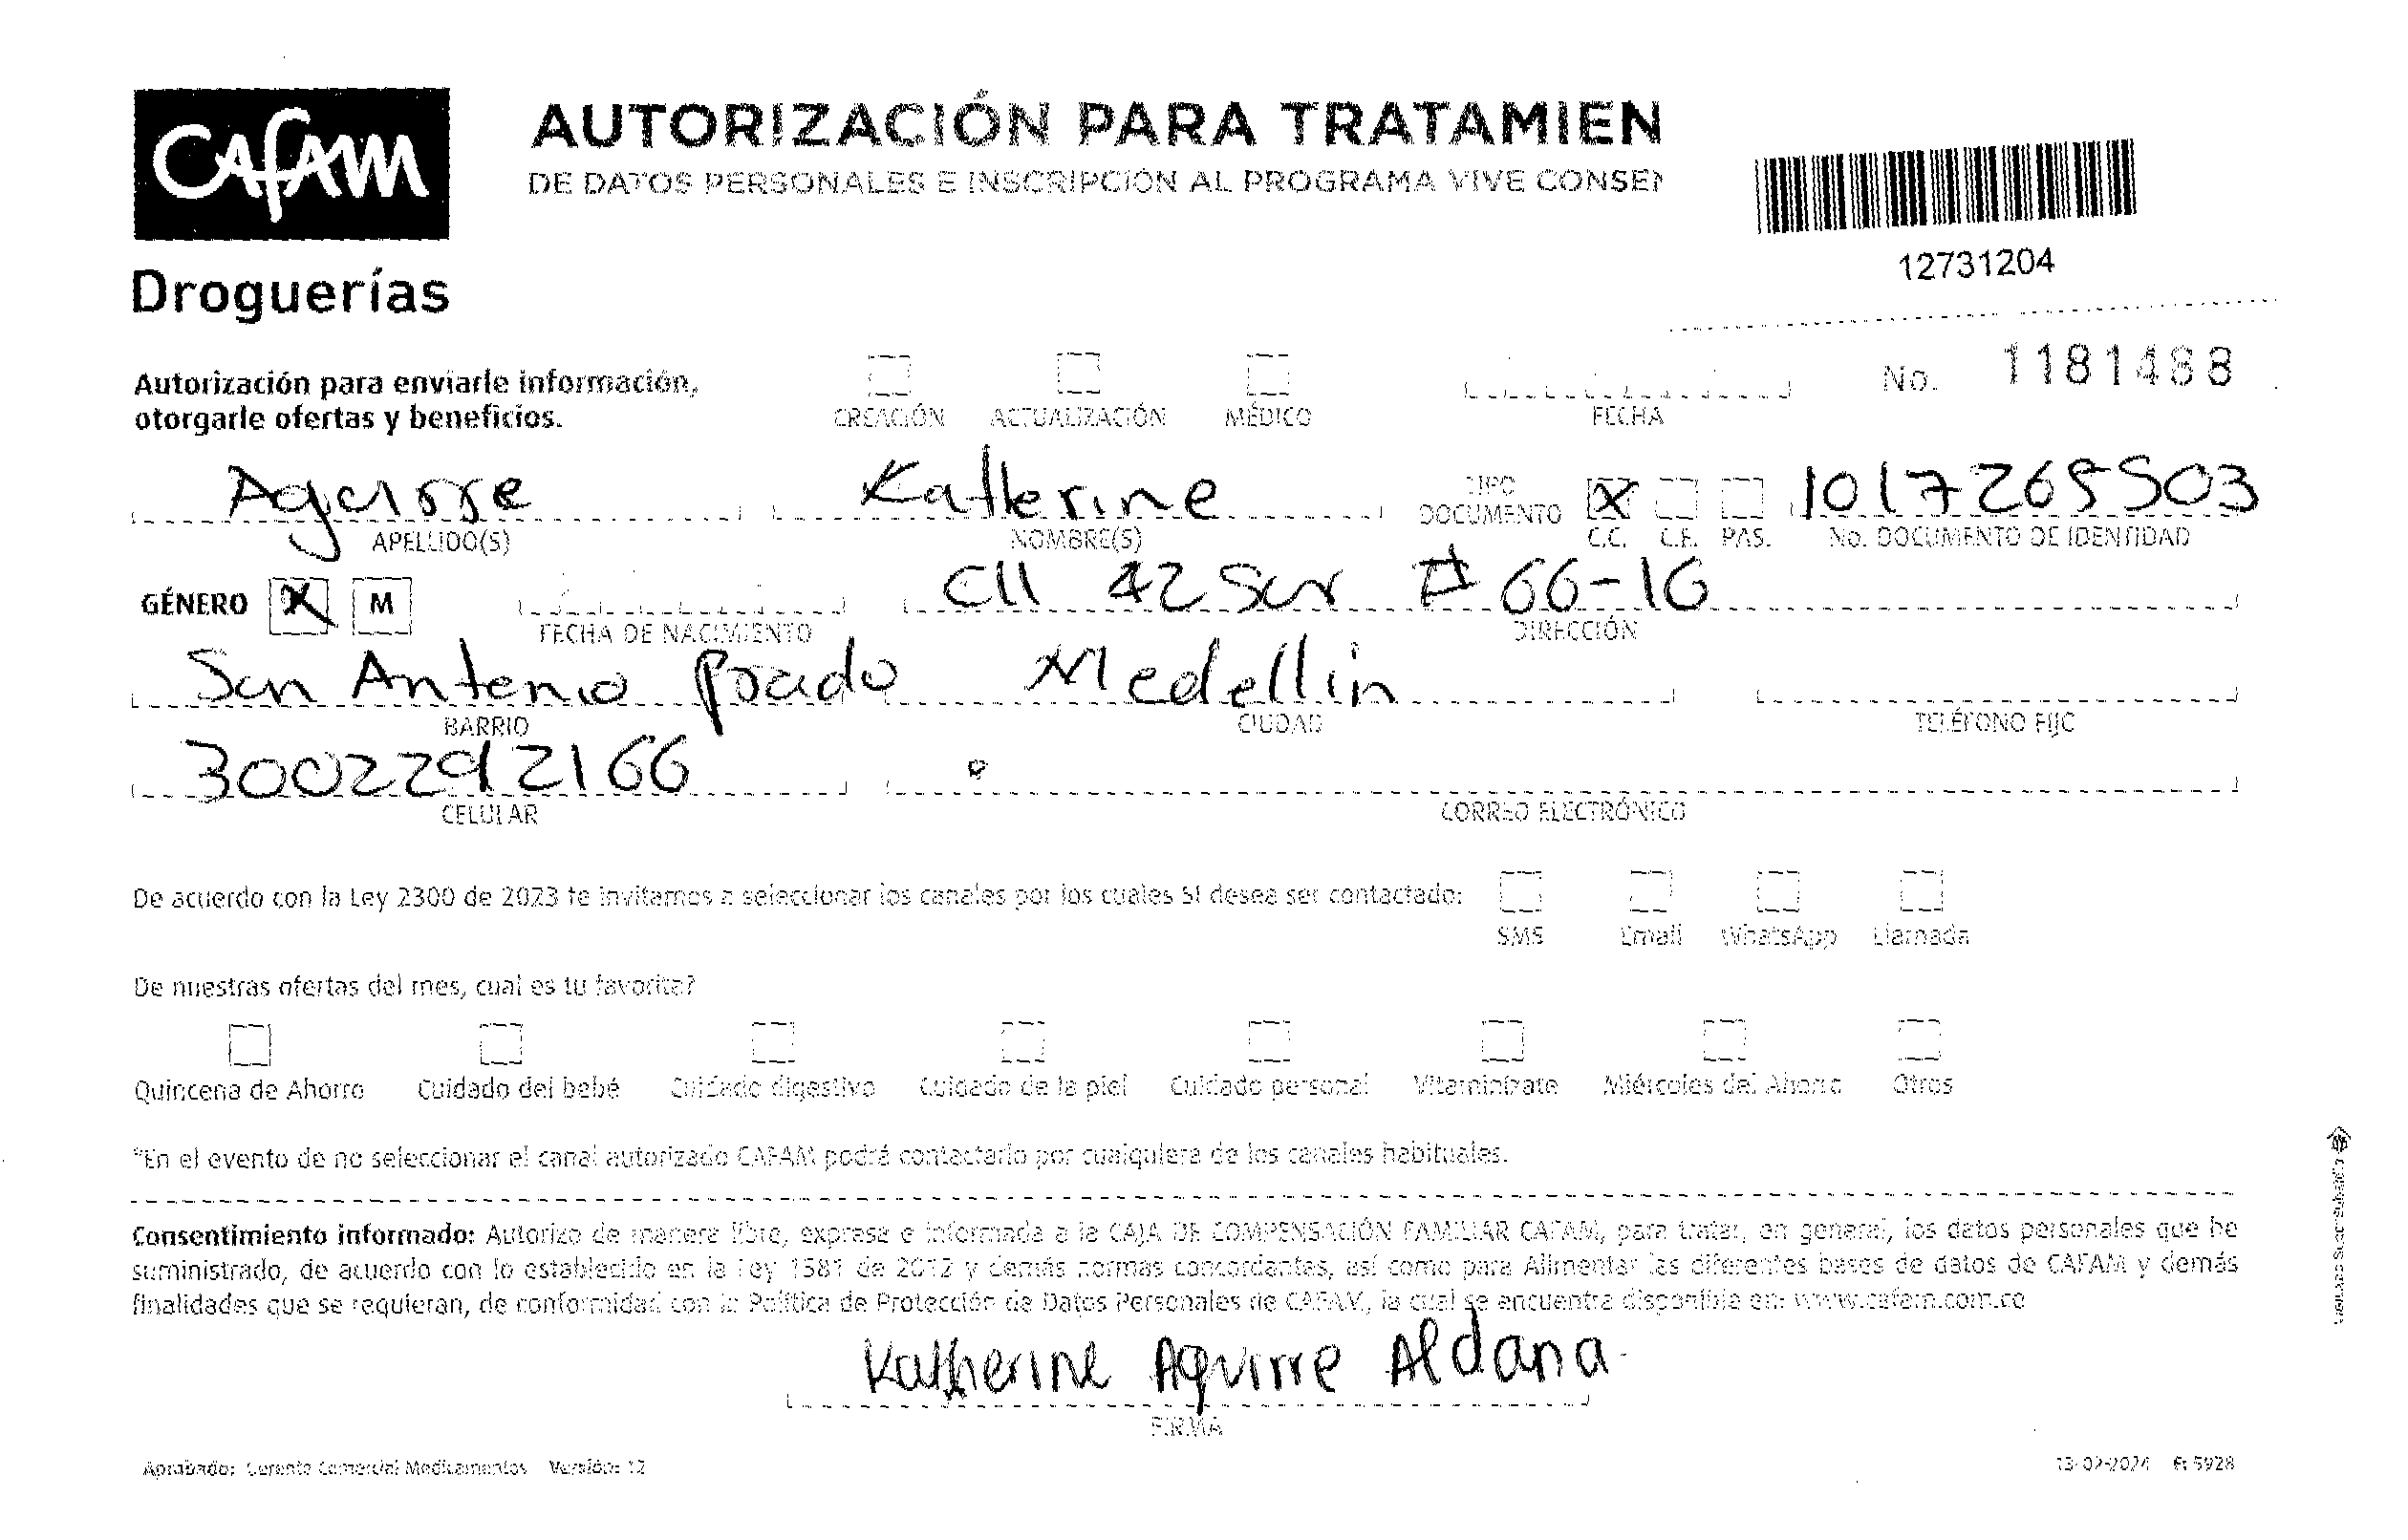 CAFAM
Droguerías
AUTORIZACIÓN PARA TRATAMIEN
DE DATOS PERSONALES E INSCRIPCIÓN AL PROGRAMA VIVE CONSEN
12731204
Autorización para enviarle información,
otorgarle ofertas y beneficios.
CREACIÓN ACTUALIZACIÓN MÉDICO FECHA No. 1181488
Aguirre Katherine X 1017265503
APELLIDO(S) NOMBRE(S) TIPO DOCUMENTO C.C. C.E. PAS. No. DOCUMENTO DE IDENTIDAD
GÉNERO X M Cll 42 Sur # 66-16
FECHA DE NACIMIENTO DIRECCIÓN
San Antonio Prado Medellin
BARRIO CIUDAD TELÉFONO FIJO
3002292166
CELULAR CORREO ELECTRÓNICO
De acuerdo con la Ley 2300 de 2023 te invitamos a seleccionar los canales por los cuales SI desea ser contactado:
SMS Email WhatsApp Llamada
De nuestras ofertas del mes, cual es tu favorita?
Quincena de Ahorro Cuidado del bebé Cuidado digestivo Cuidado de la piel Cuidado personal Vitamínizate Miércoles del Ahorro Otros
*En el evento de no seleccionar el canal autorizado CAFAM podrá contactarlo por cualquiera de los canales habituales.
Consentimiento informado: Autorizo de manera libre, expresa e informada a la CAJA DE COMPENSACIÓN FAMILIAR CAFAM, para tratar, en general, los datos personales que he
suministrado, de acuerdo con lo establecido en la Ley 1581 de 2012 y demás normas concordantes, así como para Alimentar las diferentes bases de datos de CAFAM y demás
finalidades que se requieran, de conformidad con la Política de Protección de Datos Personales de CAFAM, la cual se encuentra disponible en: www.cafam.com.co
Katherine Aguirre Aldana
FIRMA
Aprobado: Gerente Comercial Medicamentos Versión: 12
13-02-2024 F: 5928